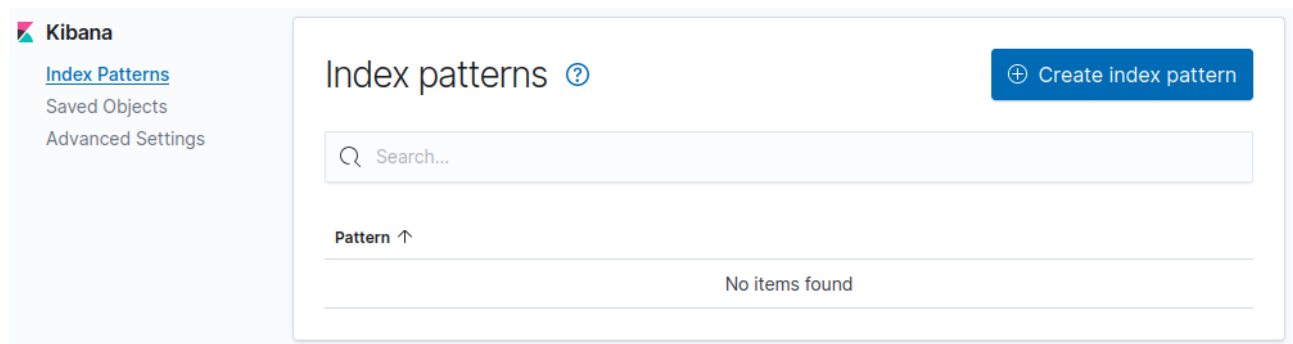 Kibana
Index Patterns
Saved Objects
Advanced Settings
Index patterns ?
Create index pattern
Search...
Pattern ↑
No items found